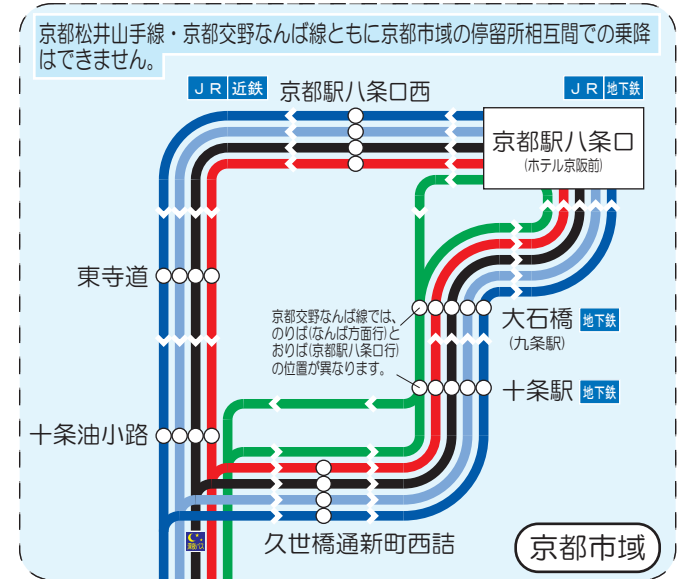 京都松井山手線・京都交野なんば線ともに京都市域の停留所相互間での乗降
はできません。
JR 近鉄
京都駅八条口西
JR 地下鉄
京都駅八条口
(ホテル京阪前)
東寺道
京都交野なんば線では、
のりば(なんば方面行)と
おりば(京都駅八条口行)
の位置が異なります。
大石橋 地下鉄
(九条駅)
十条駅 地下鉄
十条油小路
深夜バス
久世橋通新町西詰
京都市域